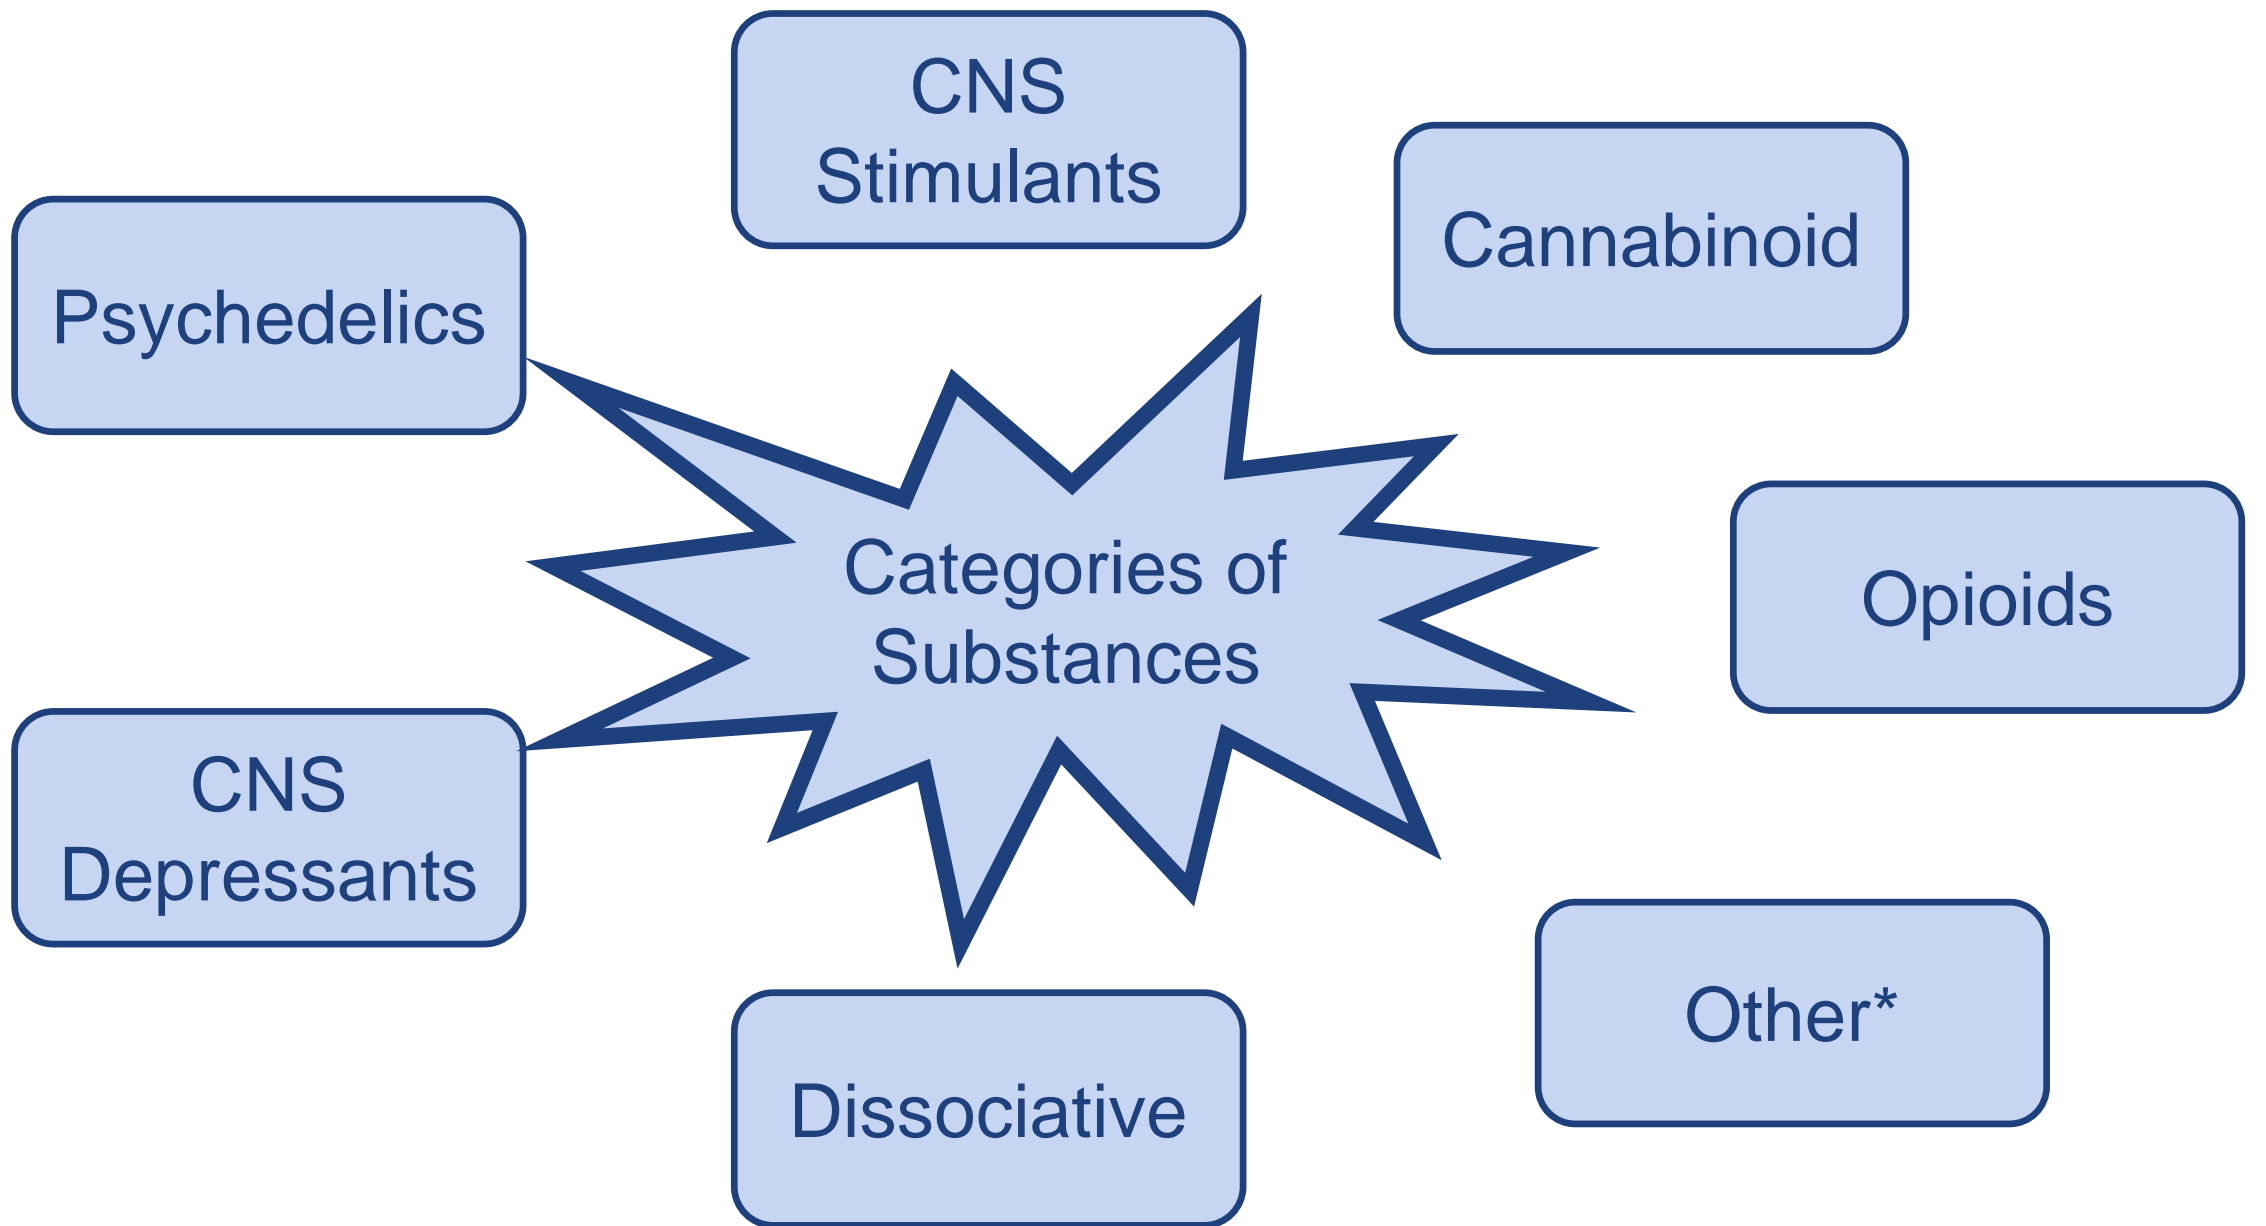 CNS
Stimulants
Cannabinoid
Psychedelics
Categories of
Substances
Opioids
CNS
Depressants
Other*
Dissociative